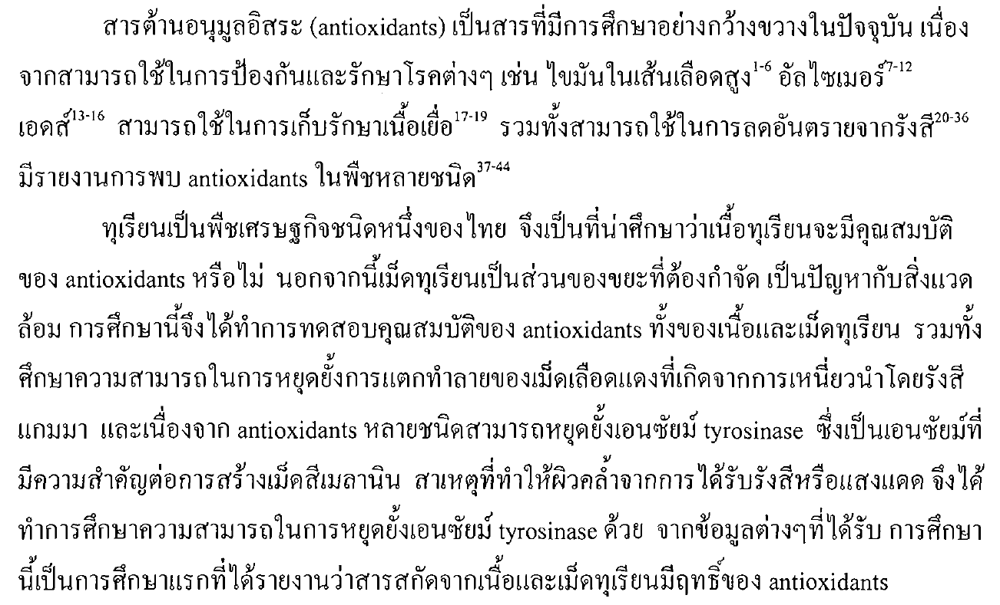 สารต้านอนุมูลอิสระ (antioxidants) เป็นสารที่มีการศึกษาอย่างกว้างขวางในปัจจุบัน เนื่อง
จากสามารถใช้ในการป้องกันและรักษาโรคต่างๆ เช่น ไขมันในเส้นเลือดสูง1-6 อัลไซเมอร์7-12
เอดส์13-16 สามารถใช้ในการเก็บรักษาเนื้อเยื่อ17-19 รวมทั้งสามารถใช้ในการลดอันตรายจากรังสี20-36
มีรายงานการพบ antioxidants ในพืชหลายชนิด37-44
ทุเรียนเป็นพืชเศรษฐกิจชนิดหนึ่งของไทย จึงเป็นที่น่าศึกษาว่าเนื้อทุเรียนจะมีคุณสมบัติ
ของ antioxidants หรือไม่ นอกจากนี้เม็ดทุเรียนเป็นส่วนของขยะที่ต้องกำจัด เป็นปัญหากับสิ่งแวด
ล้อม การศึกษานี้จึงได้ทำการทดสอบคุณสมบัติของ antioxidants ทั้งของเนื้อและเม็ดทุเรียน รวมทั้ง
ศึกษาความสามารถในการหยุดยั้งการแตกทำลายของเม็ดเลือดแดงที่เกิดจากการเหนี่ยวนำโดยรังสี
แกมมา และเนื่องจาก antioxidants หลายชนิดสามารถหยุดยั้งเอนซัยม์ tyrosinase ซึ่งเป็นเอนซัยม์ที่
มีความสำคัญต่อการสร้างเม็ดสีเมลานิน สาเหตุที่ทำให้ผิวคล้ำจากการได้รับรังสีหรือแสงแดด จึงได้
ทำการศึกษาความสามารถในการหยุดยั้งเอนซัยม์ tyrosinase ด้วย จากข้อมูลต่างๆที่ได้รับ การศึกษา
นี้เป็นการศึกษาแรกที่ได้รายงานว่าสารสกัดจากเนื้อและเม็ดทุเรียนมีฤทธิ์ของ antioxidants